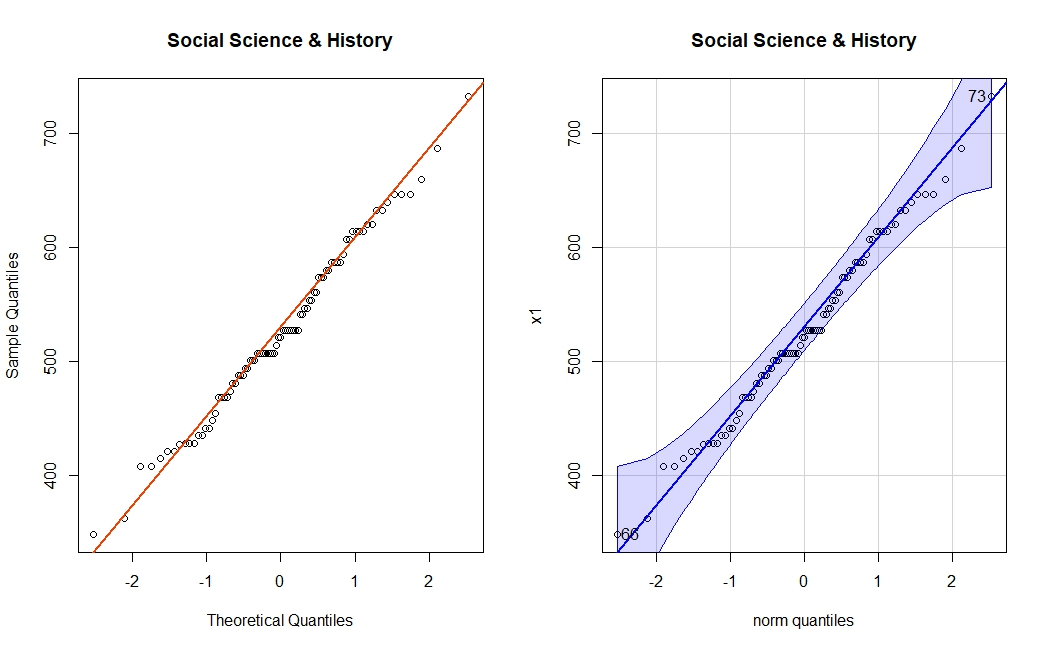 Social Science & History
Sample Quantiles
700
600
500
400
-2 -1 0 1 2
Theoretical Quantiles
Social Science & History
x1
700
600
500
400
73
66
-2 -1 0 1 2
norm quantiles